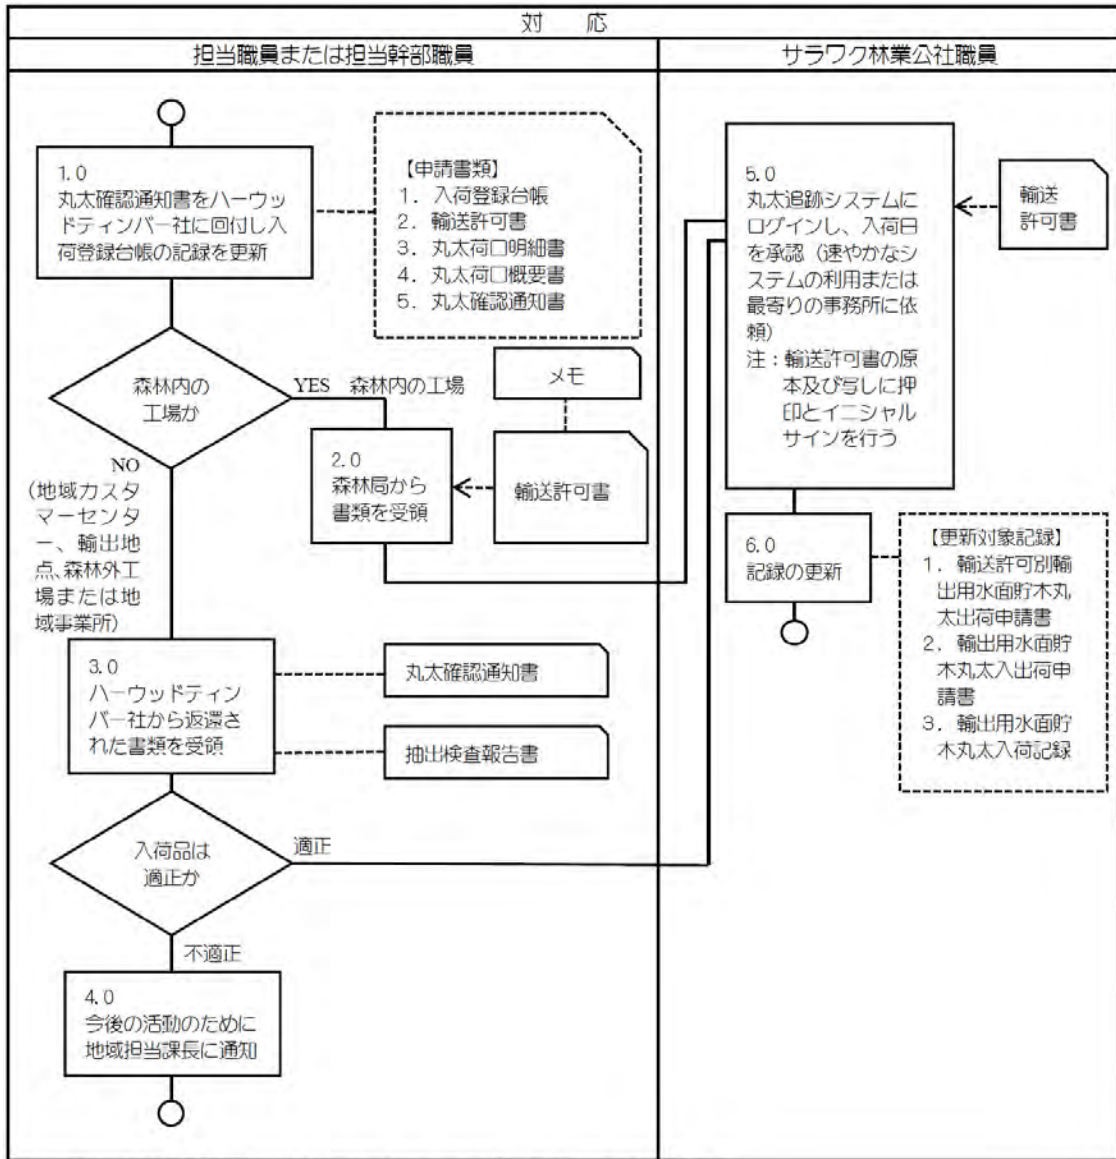 対　応
担当職員または担当幹部職員
サラワク林業公社職員
1.0
丸太確認通知書をハーウッ
ドティンバー社に回付し入
荷登録台帳の記録を更新
【申請書類】
1. 入荷登録台帳
2. 輸送許可書
3. 丸太荷口明細書
4. 丸太荷口概要書
5. 丸太確認通知書
森林内の
工場か
YES　森林内の工場
メモ
2.0
森林局から
書類を受領
輸送許可書
NO
（地域カスタ
マーセンタ
ー、輸出地
点、森林外工
場または地
域事業所）
3.0
ハーウッドティン
バー社から返還さ
れた書類を受領
丸太確認通知書
抽出検査報告書
入荷品は
適正か
適正
不適正
4.0
今後の活動のために
地域担当課長に通知
5.0
丸太追跡システムに
ログインし、入荷日
を承認（速やかなシ
ステムの利用または
最寄りの事務所に依
頼）
注：輸送許可書の原
本及び写しに押
印とイニシャル
サインを行う
輸送
許可書
6.0
記録の更新
【更新対象記録】
1. 輸送許可別輸
出用水面貯木丸
太出荷申請書
2. 輸出用水面貯
木丸太入出荷申
請書
3. 輸出用水面貯
木丸太入荷記録